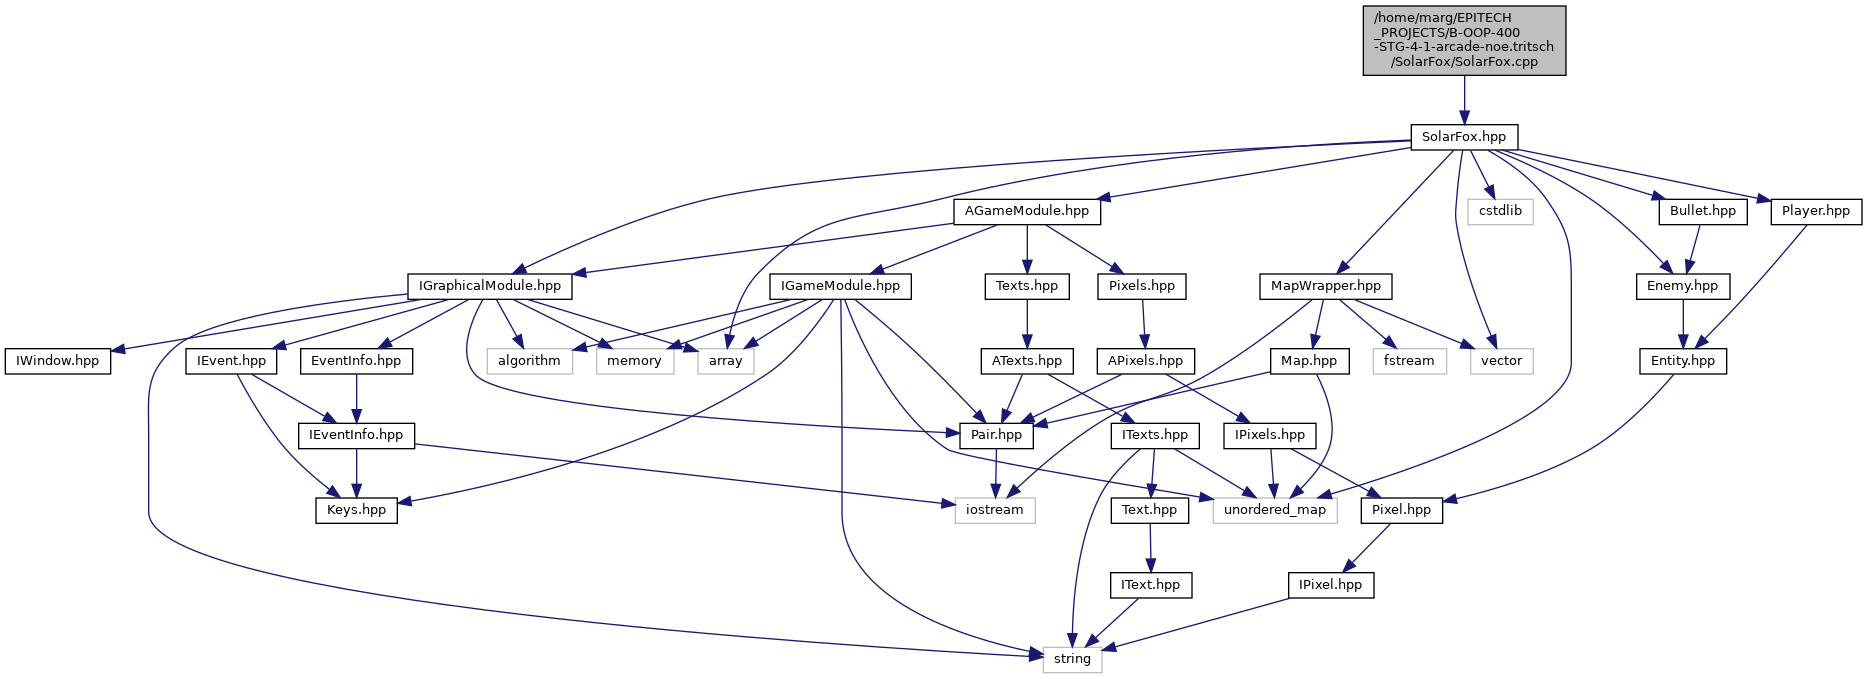 /home/marg/EPITECH
_PROJECTS/B-OOP-400
-STG-4-1-arcade-noe.tritsch
/SolarFox/SolarFox.cpp
SolarFox.hpp
AGameModule.hpp
cstdlib
Bullet.hpp
Player.hpp
IGraphicalModule.hpp
IGameModule.hpp
Texts.hpp
Pixels.hpp
MapWrapper.hpp
Enemy.hpp
IWindow.hpp
IEvent.hpp
EventInfo.hpp
algorithm
memory
array
ATexts.hpp
APixels.hpp
Map.hpp
fstream
vector
Entity.hpp
IEventInfo.hpp
Pair.hpp
ITexts.hpp
IPixels.hpp
Keys.hpp
iostream
Text.hpp
unordered_map
Pixel.hpp
IText.hpp
IPixel.hpp
string